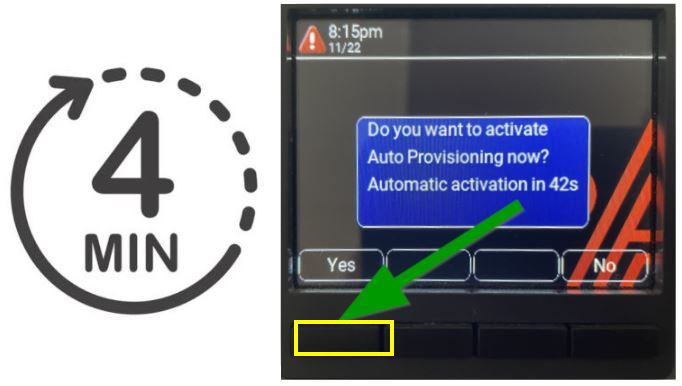 4
MIN
8:15pm
11/22
Do you want to activate
Auto Provisioning now?
Automatic activation in 42s
Yes
No